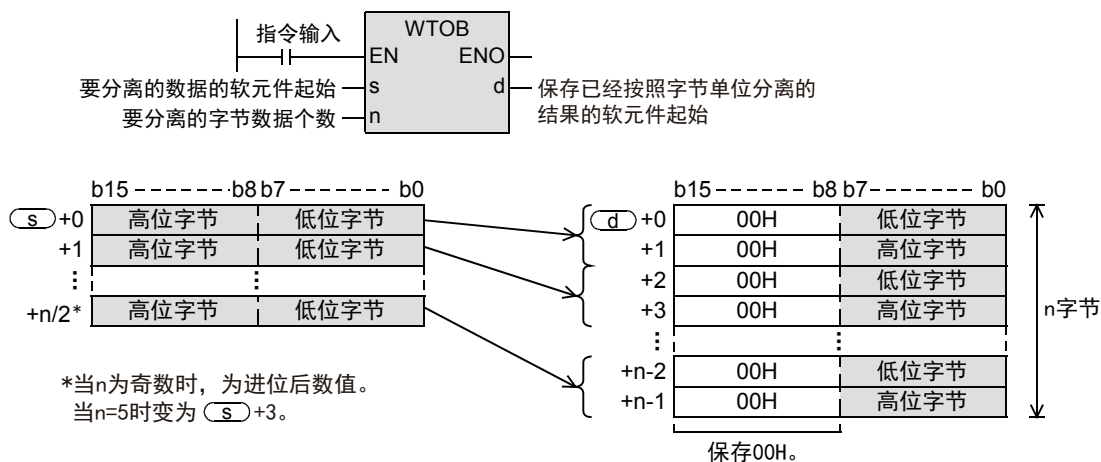 指令输入
WTOB
EN ENO
要分离的数据的软元件起始 s d 保存已经按照字节单位分离的
要分离的字节数据个数 n 结果的软元件起始
b15 b8 b7 b0
s +0 高位字节 低位字节
+1 高位字节 低位字节
+n/2* 高位字节 低位字节
*当n为奇数时，为进位后数值。
当n=5时变为 s +3。
b15 b8 b7 b0
d +0 00H 低位字节
+1 00H 高位字节
+2 00H 低位字节
+3 00H 高位字节
+n-2 00H 低位字节
+n-1 00H 高位字节
n字节
保存00H。